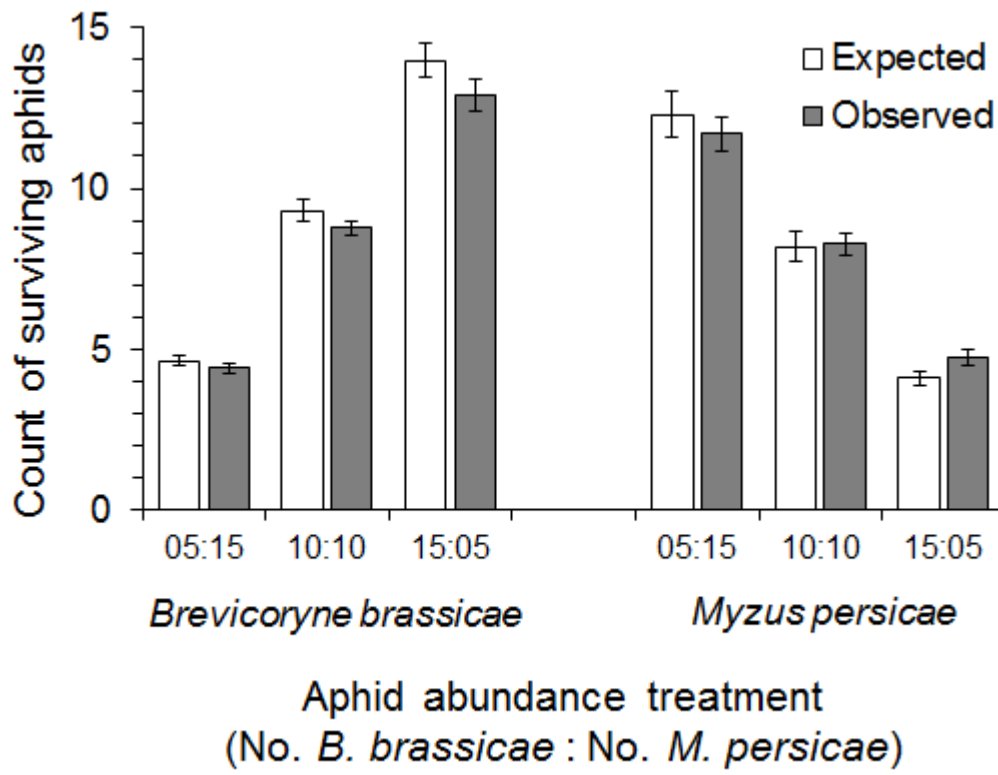 Count of surviving aphids
15
10
5
0
Expected
Observed
05:15 10:10 15:05 05:15 10:10 15:05
Brevicoryne brassicae Myzus persicae
Aphid abundance treatment
(No. B. brassicae : No. M. persicae)